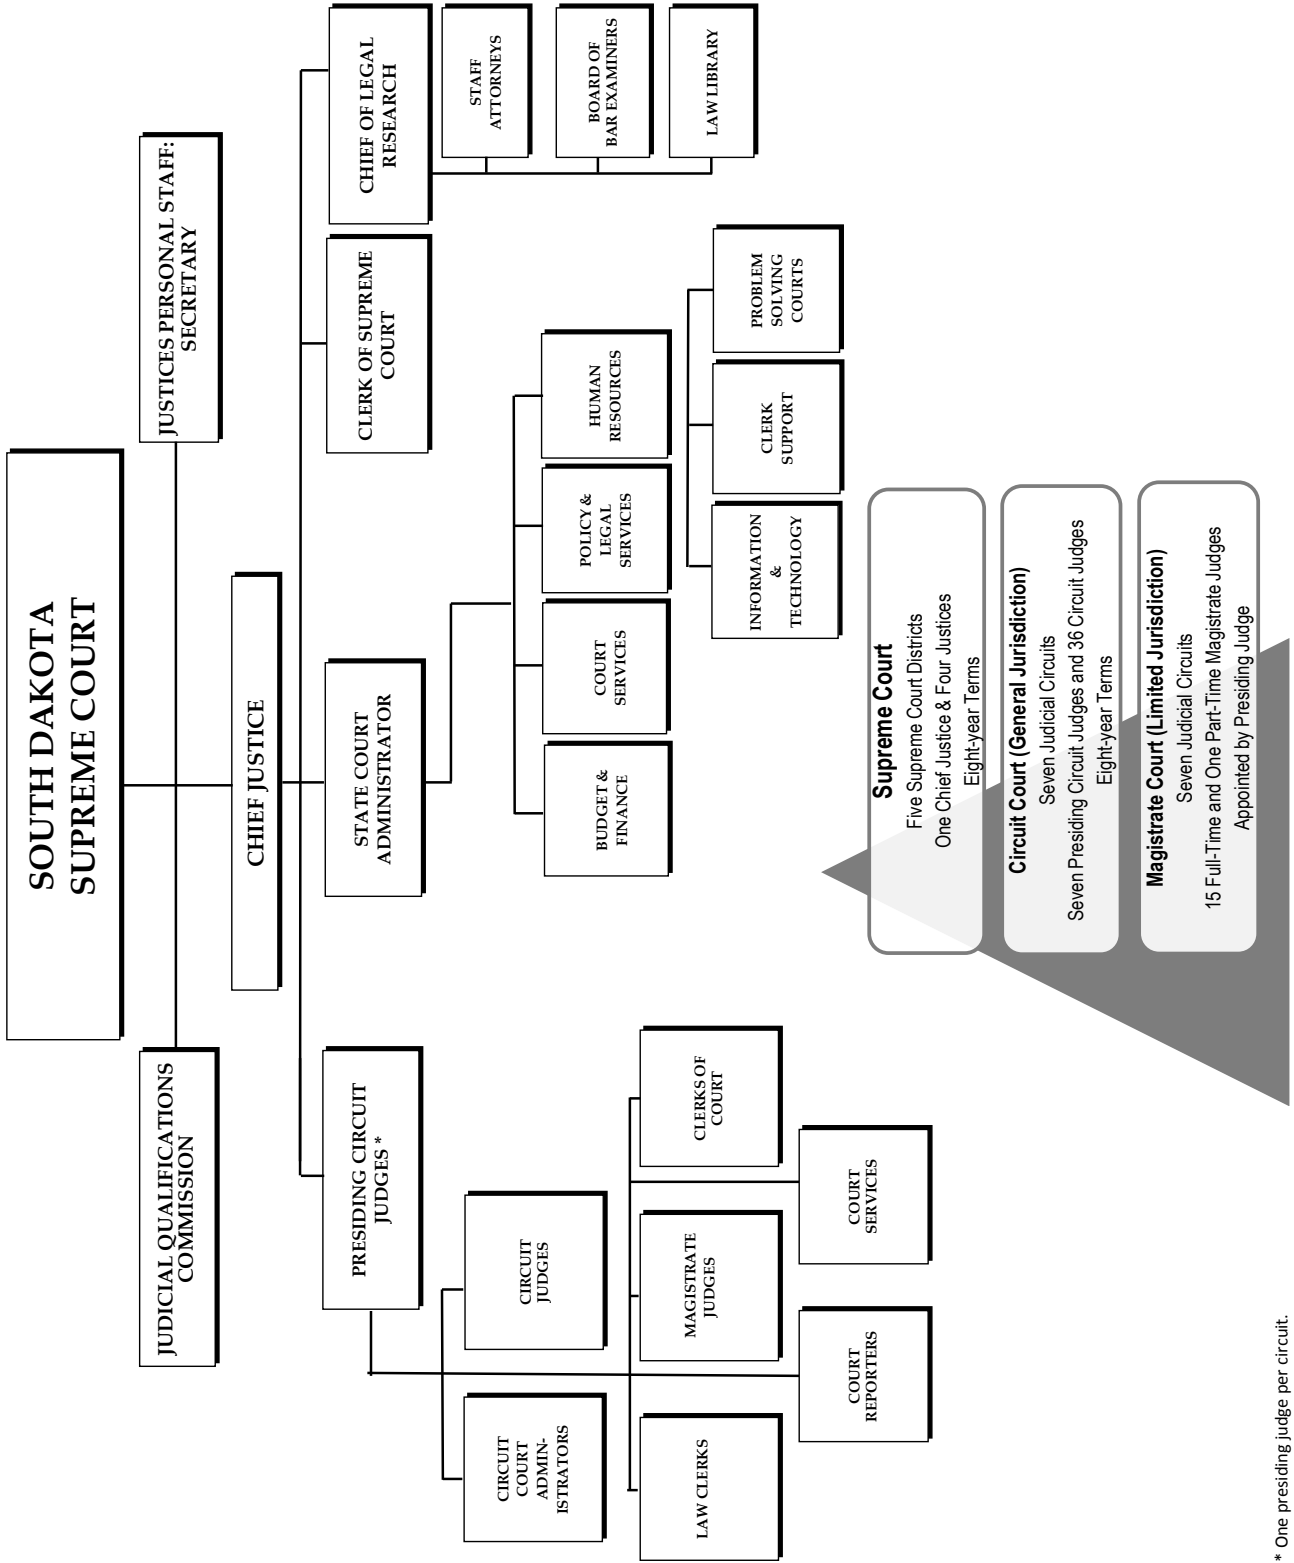 SOUTH DAKOTA
SUPREME COURT
JUDICIAL QUALIFICATIONS
COMMISSION
JUSTICES PERSONAL STAFF:
SECRETARY
CHIEF JUSTICE
PRESIDING CIRCUIT
JUDGES *
STATE COURT
ADMINISTRATOR
CLERK OF SUPREME
COURT
CHIEF OF LEGAL
RESEARCH
STAFF
ATTORNEYS
BOARD OF
BAR EXAMINERS
LAW LIBRARY
CIRCUIT
COURT
ADMIN-
ISTRATORS
CIRCUIT
JUDGES
LAW CLERKS
MAGISTRATE
JUDGES
CLERKS OF
COURT
COURT
REPORTERS
COURT
SERVICES
BUDGET &
FINANCE
COURT
SERVICES
POLICY &
LEGAL
SERVICES
HUMAN
RESOURCES
INFORMATION
&
TECHNOLOGY
CLERK
SUPPORT
PROBLEM
SOLVING
COURTS
Supreme Court
Five Supreme Court Districts
One Chief Justice & Four Justices
Eight-year Terms
Circuit Court (General Jurisdiction)
Seven Judicial Circuits
Seven Presiding Circuit Judges and 36 Circuit Judges
Eight-year Terms
Magistrate Court (Limited Jurisdiction)
Seven Judicial Circuits
15 Full-Time and One Part-Time Magistrate Judges
Appointed by Presiding Judge
* One presiding judge per circuit.